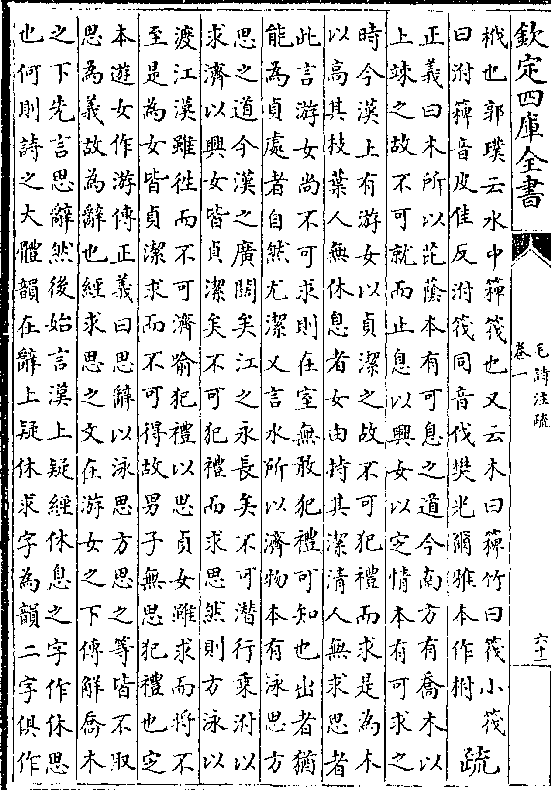 欽定四庫全書
毛詩注疏
卷一
六十二
栰也郭璞云水中䉬筏也又云木曰䉬竹曰筏小筏
曰泭䉬音皮佳反泭筏同音伐樊光爾雅本作柎 疏
正義曰木所以芘蔭本有可息之道今南方有喬木以
上竦之故不可就而止息以興女以定情本有可求之
時今漢上有游女以貞潔之故不可犯禮而求是為木
以高其枝葉人無休息者女由持其潔清人無求思者
此言游女尚不可求則在室無敢犯禮可知也出者猶
能為貞處者自然尤潔又言水所以濟物本有泳思方
思之道今漢之廣闊矣江之永長矣不可潛行乘泭以
求濟以興女皆貞潔矣不可犯禮而求思然則方泳以
渡江漢雖往而不可濟喻犯禮以思貞女雖求而將不
至是為女皆貞潔求而不可得故男子無思犯禮也定
本遊女作游傳正義曰思辭以泳思方思之等皆不取
思為義故為辭也經求思之文在游女之下傳解喬木
之下先言思辭然後始言漢上疑經休息之字作休思
也何則詩之大體韻在辭上疑休求字為韻二字俱作